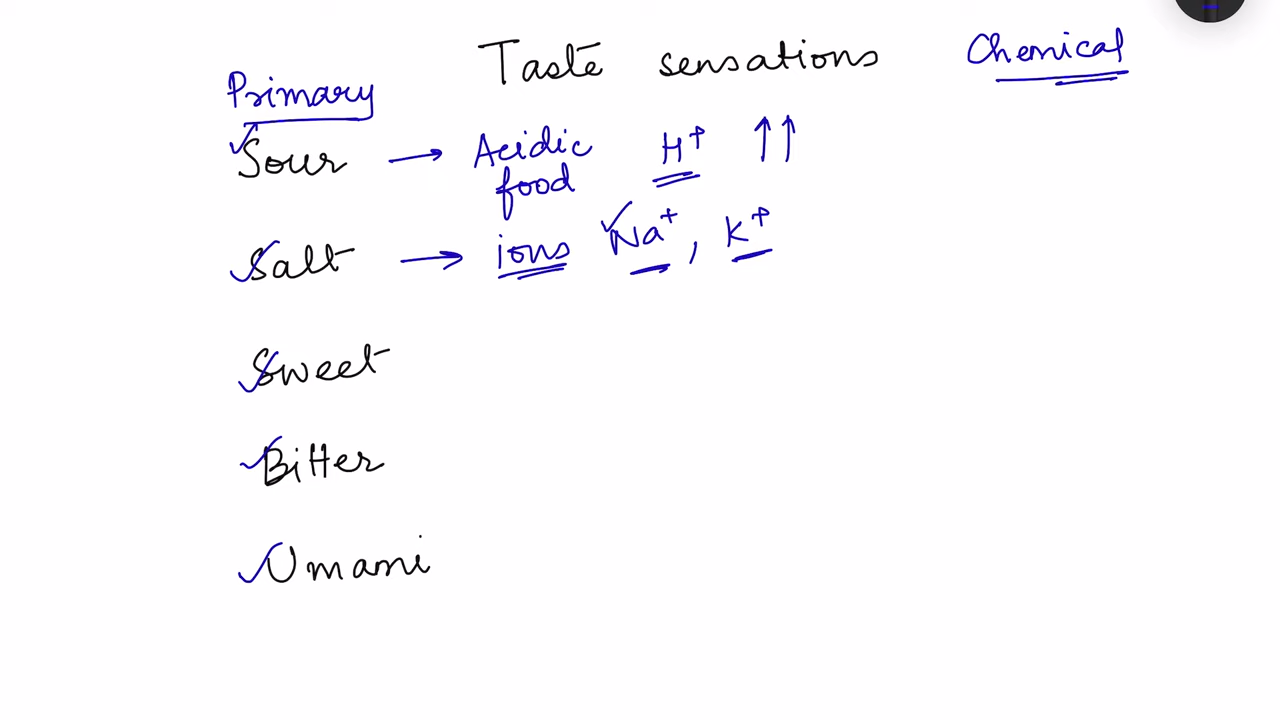 Taste sensations Chemical
Primary
Sour → Acidic H⁺ ↑↑
food
Salt → ions Na⁺, K⁺
Sweet
Bitter
Umami